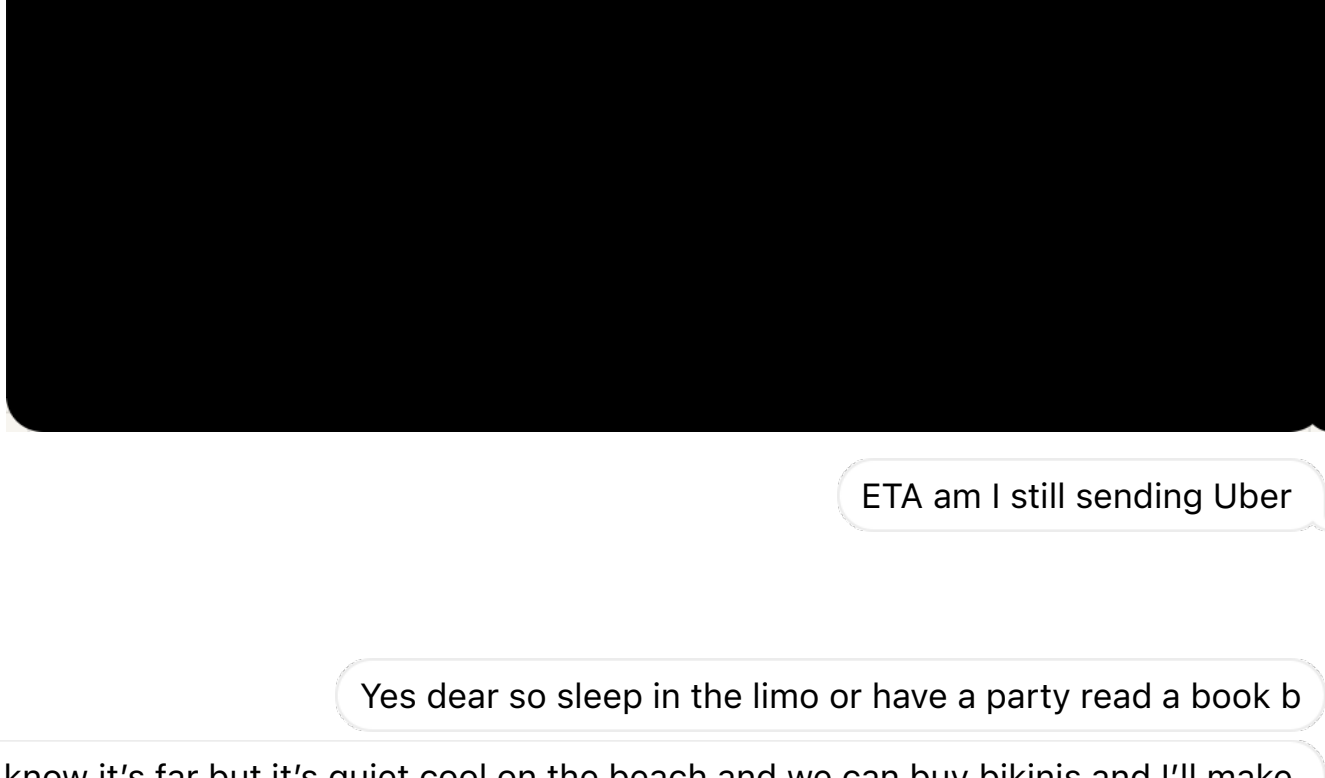 ETA am I still sending Uber
Yes dear so sleep in the limo or have a party read a book b
know it's far but it's quiet cool on the beach and we can buy bikinis and I'll make